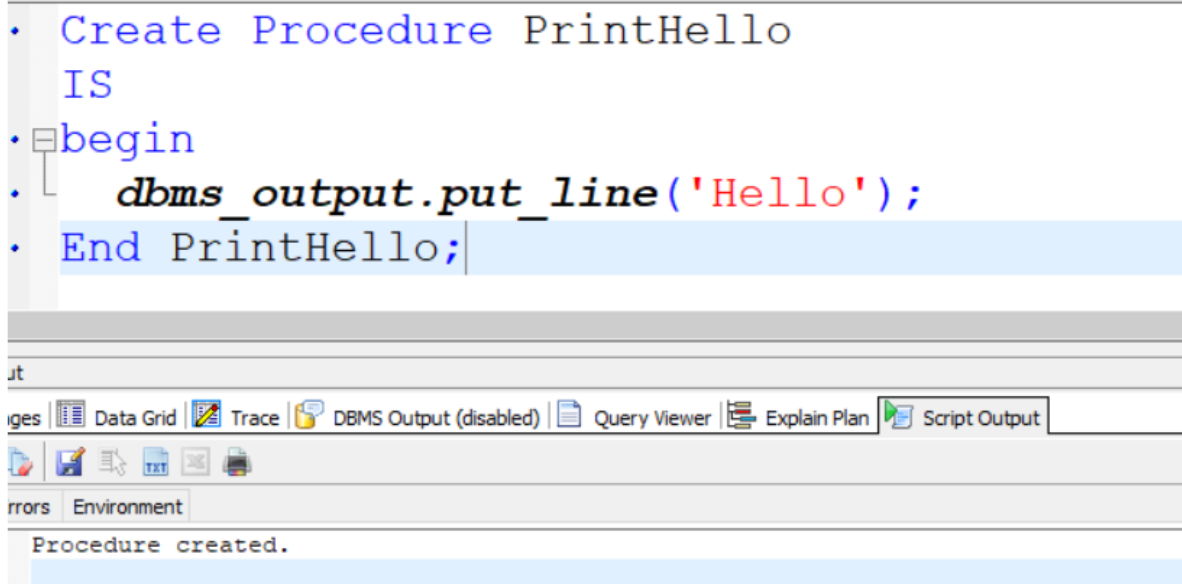 Create Procedure PrintHello
IS
begin
dbms_output.put_line('Hello');
End PrintHello;
ut
ges Data Grid Trace DBMS Output (disabled) Query Viewer Explain Plan Script Output
TXT
rrors Environment
Procedure created.